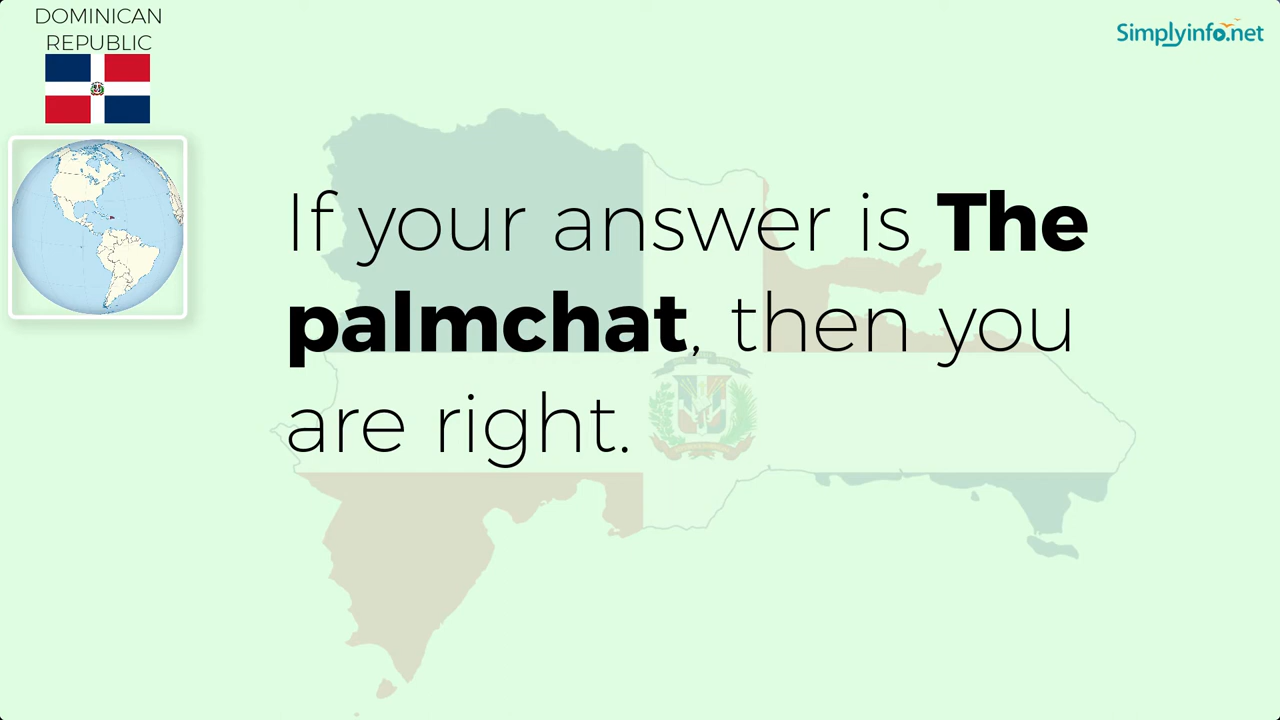 DOMINICAN
REPUBLIC
Simplyinfo.net
If your answer is The
palmchat, then you
are right.